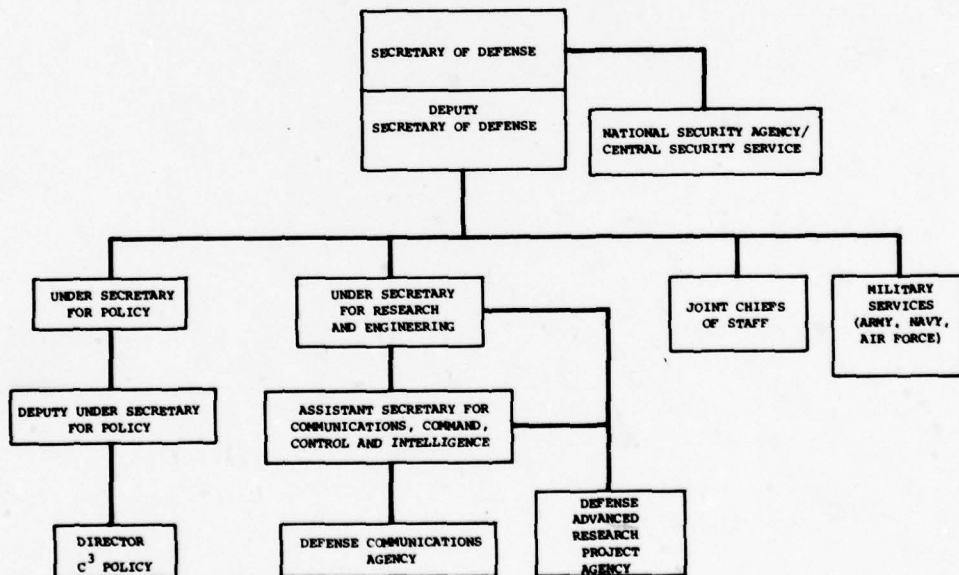 SECRETARY OF DEFENSE
DEPUTY
SECRETARY OF DEFENSE
NATIONAL SECURITY AGENCY/
CENTRAL SECURITY SERVICE
UNDER SECRETARY
FOR POLICY
UNDER SECRETARY
FOR RESEARCH
AND ENGINEERING
JOINT CHIEFS
OF STAFF
MILITARY
SERVICES
(ARMY, NAVY,
AIR FORCE)
DEPUTY UNDER SECRETARY
FOR POLICY
ASSISTANT SECRETARY FOR
COMMUNICATIONS, COMMAND,
CONTROL AND INTELLIGENCE
DIRECTOR
C³ POLICY
DEFENSE COMMUNICATIONS
AGENCY
DEFENSE
ADVANCED
RESEARCH
PROJECT
AGENCY